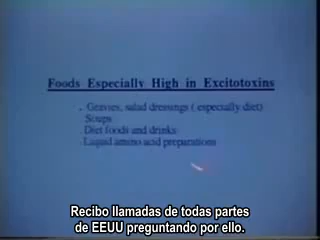 Foods Especially High in Excitotoxins
. Gravies, salad dressings ( especially diet)
. Soups
. Diet foods and drinks
. Liquid amino acid preparations
Recibo llamadas de todas partes
de EEUU preguntando por ello.